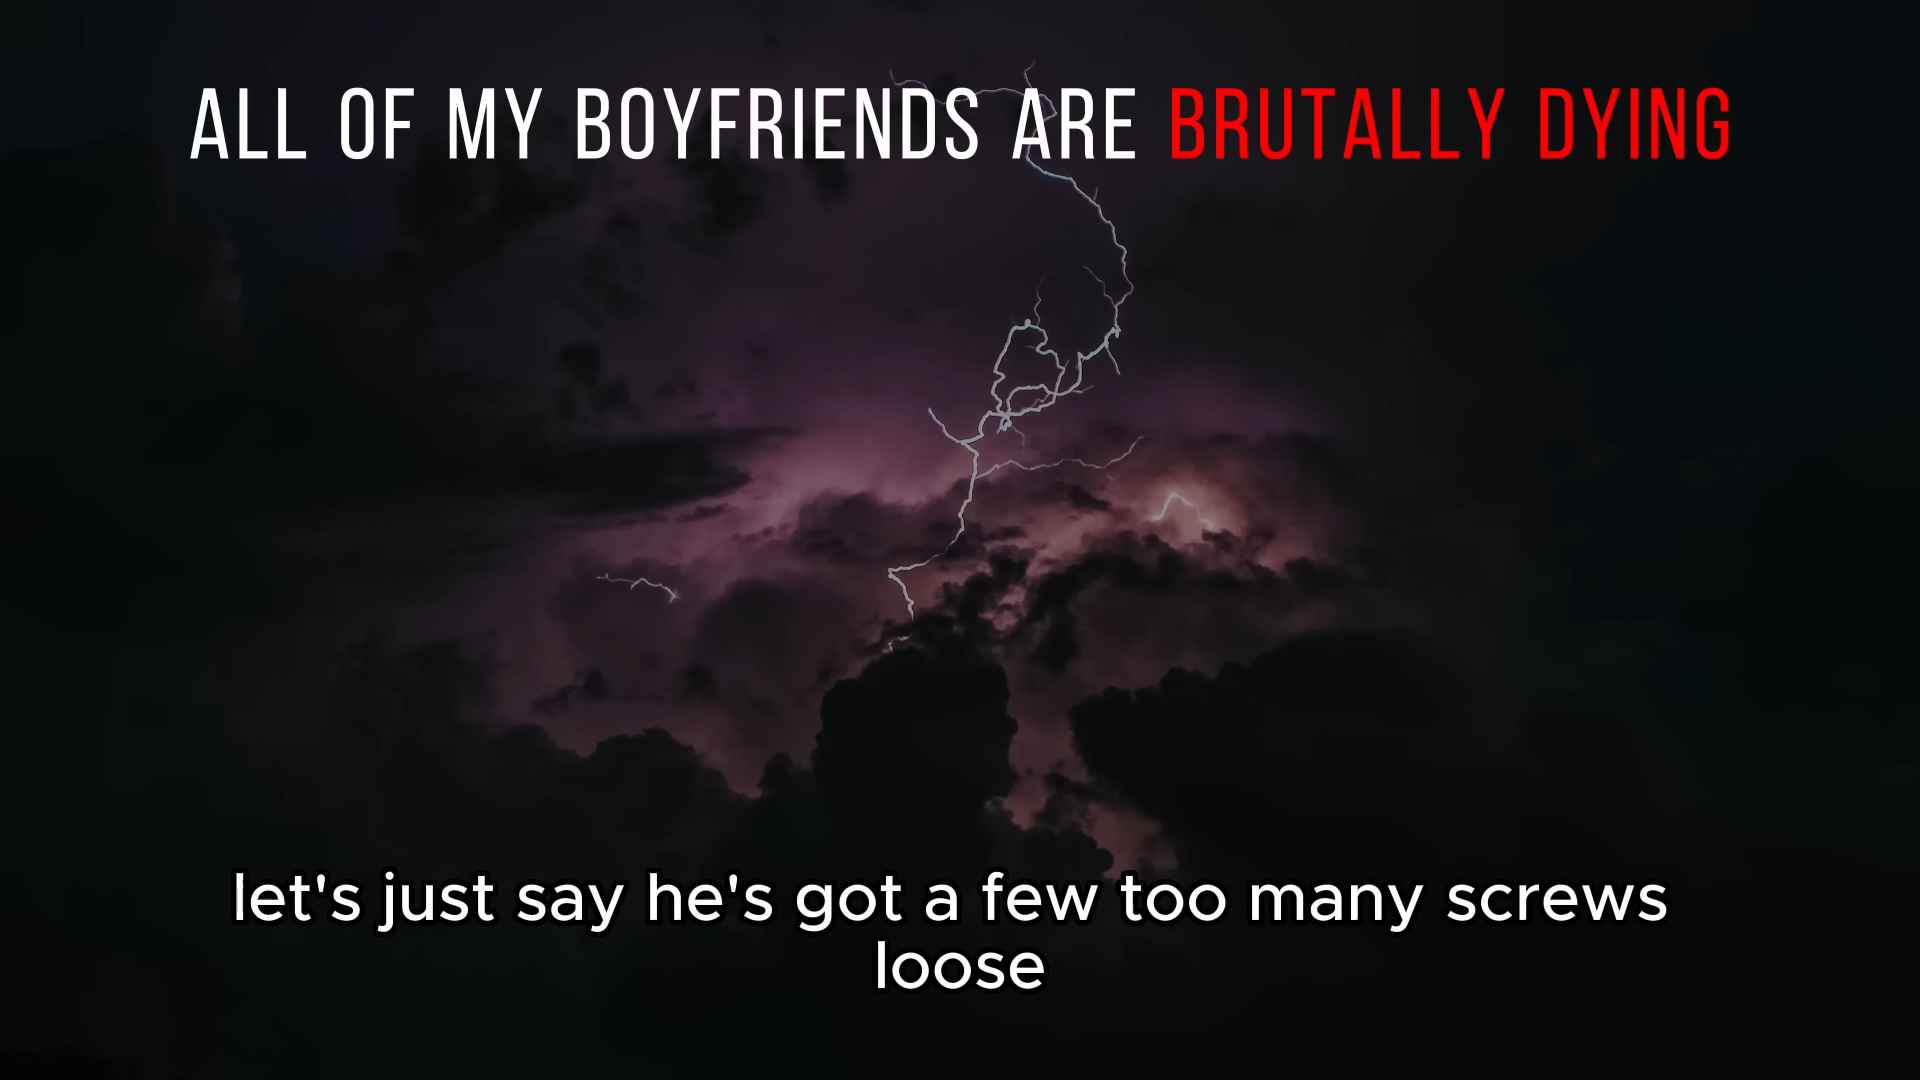 ALL OF MY BOYFRIENDS ARE BRUTALLY DYING
let's just say he's got a few too many screws
loose